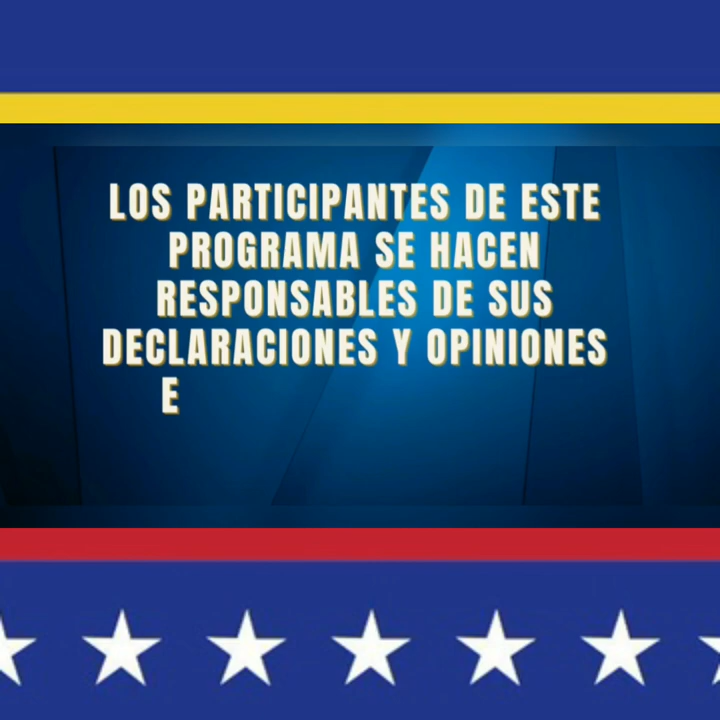 LOS PARTICIPANTES DE ESTE
PROGRAMA SE HACEN
RESPONSABLES DE SUS
DECLARACIONES Y OPINIONES
E